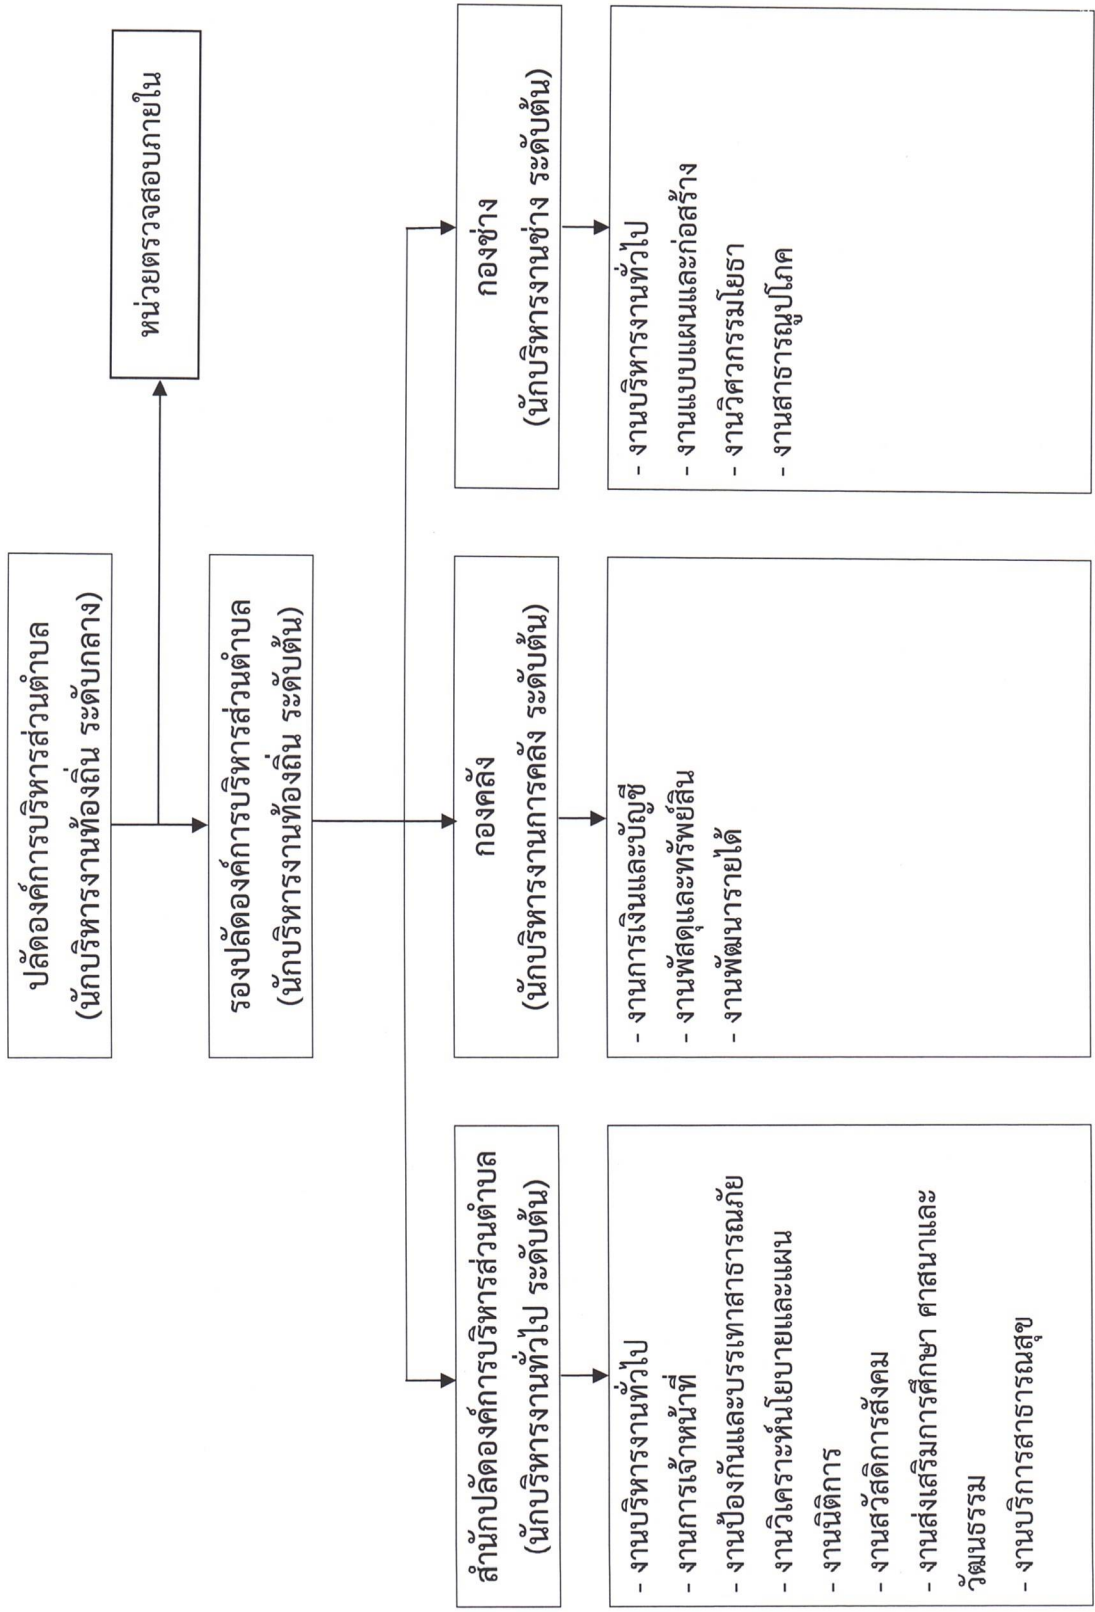 ปลัดองค์การบริหารส่วนตำบล
(นักบริหารงานท้องถิ่น ระดับกลาง)
หน่วยตรวจสอบภายใน
รองปลัดองค์การบริหารส่วนตำบล
(นักบริหารงานท้องถิ่น ระดับต้น)
สำนักปลัดองค์การบริหารส่วนตำบล
(นักบริหารงานทั่วไป ระดับต้น)
- งานบริหารงานทั่วไป
- งานการเจ้าหน้าที่
- งานป้องกันและบรรเทาสาธารณภัย
- งานวิเคราะห์นโยบายและแผน
- งานนิติการ
- งานสวัสดิการสังคม
- งานส่งเสริมการศึกษา ศาสนาและ
วัฒนธรรม
- งานบริการสาธารณสุข
กองคลัง
(นักบริหารงานการคลัง ระดับต้น)
- งานการเงินและบัญชี
- งานพัสดุและทรัพย์สิน
- งานพัฒนารายได้
กองช่าง
(นักบริหารงานช่าง ระดับต้น)
- งานบริหารงานทั่วไป
- งานแบบแผนและก่อสร้าง
- งานวิศวกรรมโยธา
- งานสาธารณูปโภค